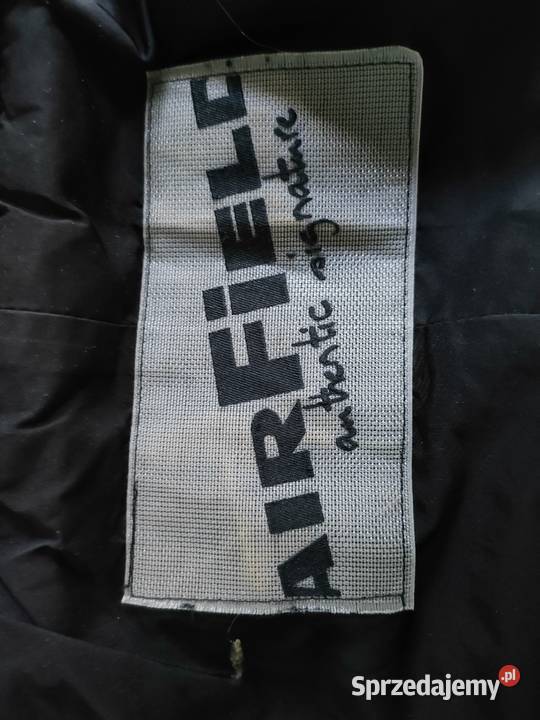 AIRFiELD
authentic signature
Sprzedajemy.pl